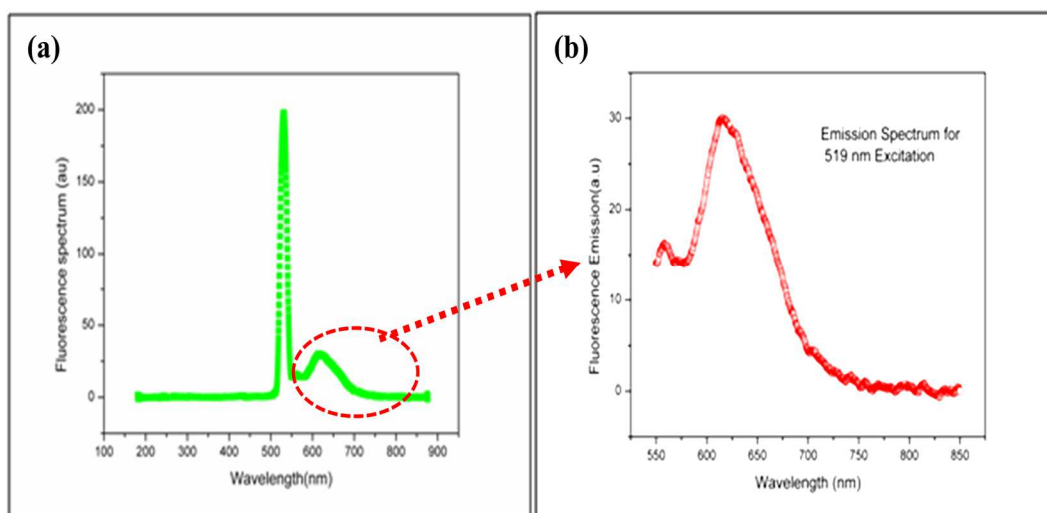 (a)
Fluorescence spectrum (au)
200
150
100
50
0
100 200 300 400 500 600 700 800 900
Wavelength(nm)
(b)
Emission Spectrum for
519 nm Excitation
Fluorescence Emission(a.u)
30
20
10
0
550 600 650 700 750 800 850
Wavelength (nm)